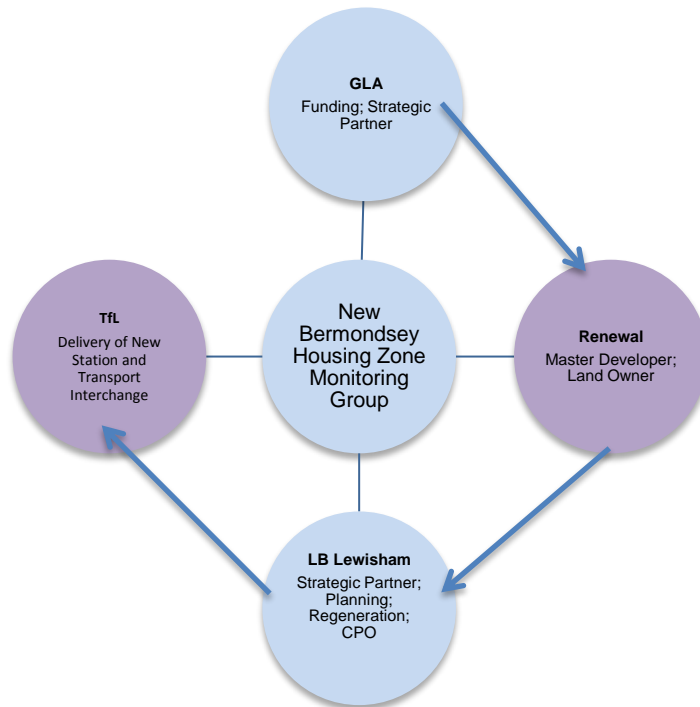 GLA
Funding; Strategic
Partner
TfL
Delivery of New
Station and
Transport
Interchange
New
Bermondsey
Housing Zone
Monitoring
Group
Renewal
Master Developer;
Land Owner
LB Lewisham
Strategic Partner;
Planning;
Regeneration;
CPO